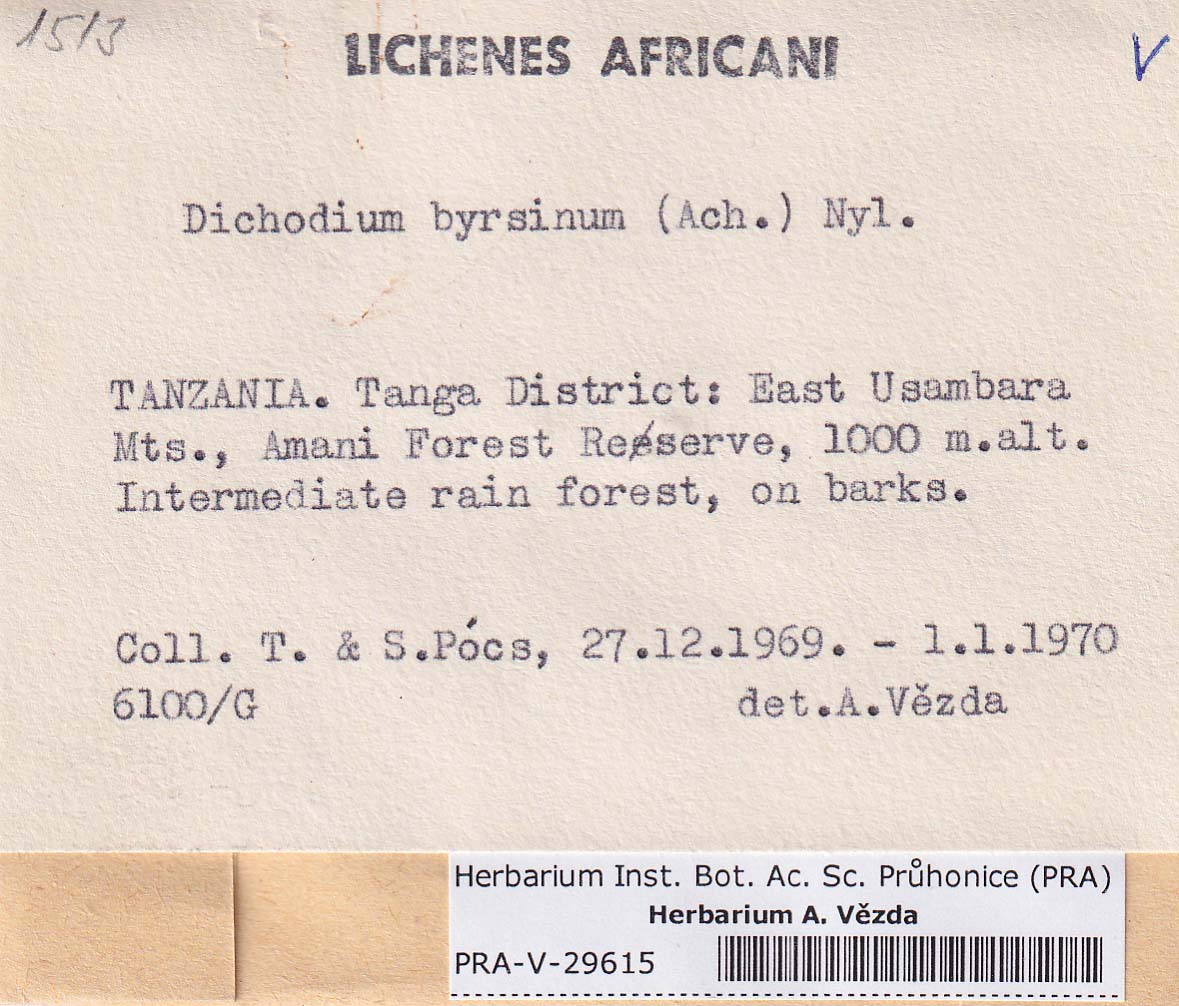 1513
LICHENES AFRICANI
V
Dichodium byrsinum (Ach.) Nyl.
TANZANIA. Tanga District: East Usambara
Mts., Amani Forest Reserve, 1000 m.alt.
Intermediate rain forest, on barks.
Coll. T. & S.Pócs, 27.12.1969. - 1.1.1970
6100/G det.A.Vězda
Herbarium Inst. Bot. Ac. Sc. Průhonice (PRA)
Herbarium A. Vězda
PRA-V-29615